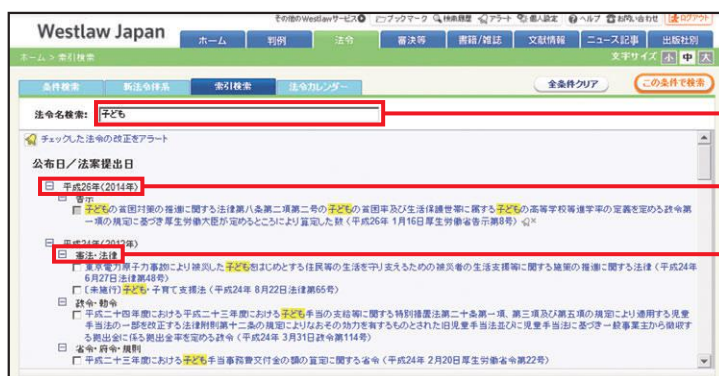 その他のWestlawサービス ブックマーク 検索履歴 アラート 個人設定 ヘルプ お問い合わせ ログアウト
Westlaw Japan
ホーム 判例 法令 審決等 書籍/雑誌 文献情報 ニュース記事 出版社別
ホーム > 索引検索 文字サイズ 小 中 大
条件検索 新法令体系 索引検索 法令カレンダー 全条件クリア この条件で検索
法令名検索: 子ども
チェックした法令の改正をアラート
公布日/法案提出日
平成26年(2014年)
告示
子どもの貧困対策の推進に関する法律第八条第二項第二号の子どもの貧困率及び生活保護世帯に属する子どもの高等学校等進学率の定義を定める政令第
一項の規定に基づき厚生労働大臣が定めるところにより算定した数(平成26年 1月16日厚生労働省告示第8号)
平成24年(2012年)
憲法・法律
東京電力原子力事故により被災した子どもをはじめとする住民等の生活を守り支えるための被災者の生活支援等に関する施策の推進に関する法律(平成24年
6月27日法律第48号)
[未施行]子ども・子育て支援法(平成24年 8月22日法律第65号)
政令・勅令
平成二十四年度における平成二十三年度における子ども手当の支給等に関する特別措置法第二十条第一項、第三項及び第五項の規定により適用する児童
手当法の一部を改正する法律附則第十二条の規定によりなおその効力を有するものとされた旧児童手当法並びに児童手当法に基づき一般事業主から徴収す
る拠出金に係る拠出金率を定める政令(平成24年 3月31日政令第114号)
省令・府令・規則
平成二十三年度における子ども手当事務費交付金の額の算定に関する省令(平成24年 2月20日厚生労働省令第22号)